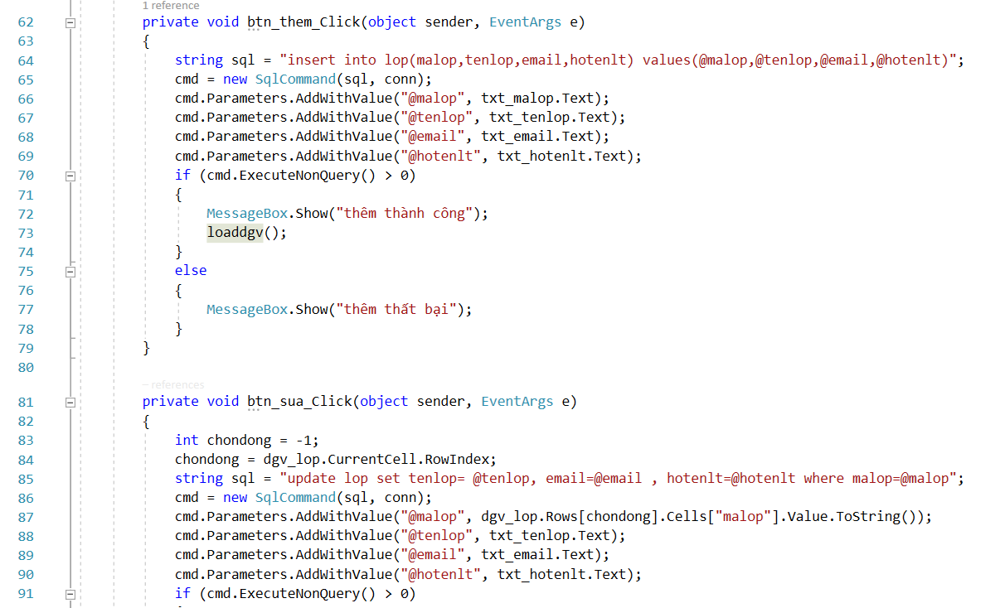 1 reference
62 private void btn_them_Click(object sender, EventArgs e)
63 {
64 string sql = "insert into lop(malop,tenlop,email,hotenlt) values(@malop,@tenlop,@email,@hotenlt)";
65 cmd = new SqlCommand(sql, conn);
66 cmd.Parameters.AddWithValue("@malop", txt_malop.Text);
67 cmd.Parameters.AddWithValue("@tenlop", txt_tenlop.Text);
68 cmd.Parameters.AddWithValue("@email", txt_email.Text);
69 cmd.Parameters.AddWithValue("@hotenlt", txt_hotenlt.Text);
70 if (cmd.ExecuteNonQuery() > 0)
71 {
72 MessageBox.Show("thêm thành công");
73 loaddgv();
74 }
75 else
76 {
77 MessageBox.Show("thêm thất bại");
78 }
79 }
80
– references
81 private void btn_sua_Click(object sender, EventArgs e)
82 {
83 int chondong = -1;
84 chondong = dgv_lop.CurrentCell.RowIndex;
85 string sql = "update lop set tenlop= @tenlop, email=@email , hotenlt=@hotenlt where malop=@malop";
86 cmd = new SqlCommand(sql, conn);
87 cmd.Parameters.AddWithValue("@malop", dgv_lop.Rows[chondong].Cells["malop"].Value.ToString());
88 cmd.Parameters.AddWithValue("@tenlop", txt_tenlop.Text);
89 cmd.Parameters.AddWithValue("@email", txt_email.Text);
90 cmd.Parameters.AddWithValue("@hotenlt", txt_hotenlt.Text);
91 if (cmd.ExecuteNonQuery() > 0)